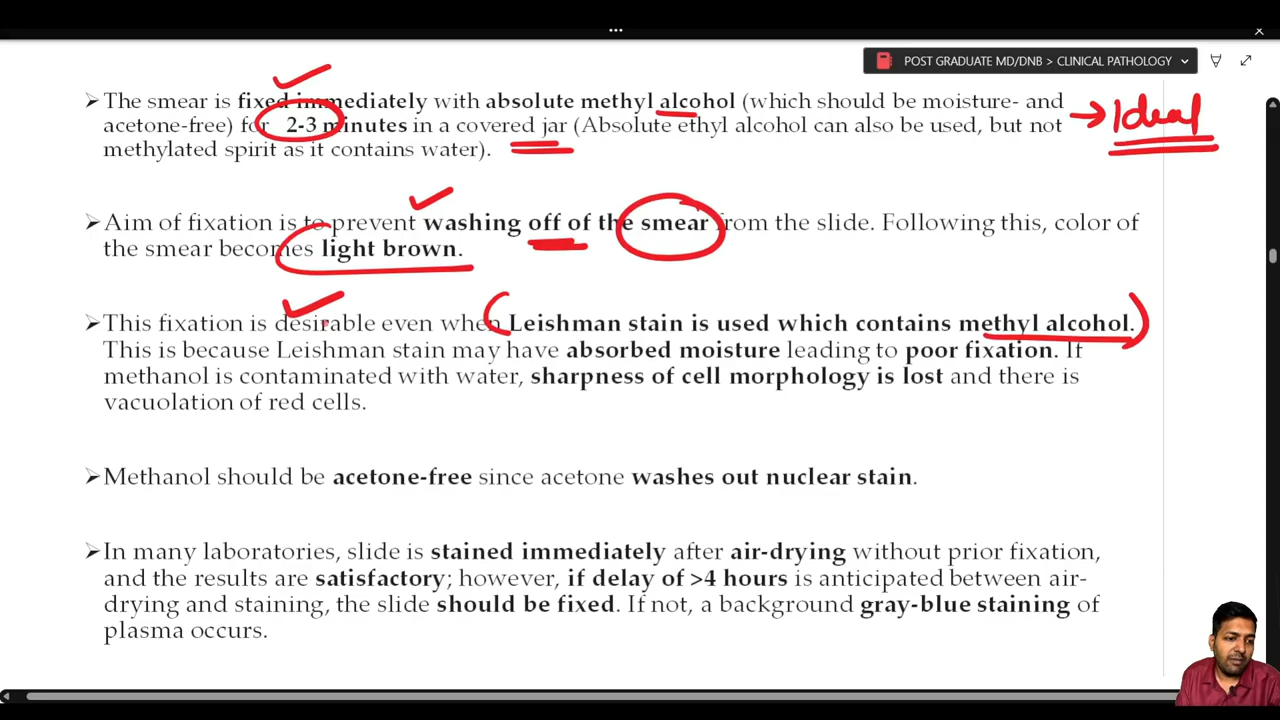 POST GRADUATE MD/DNB > CLINICAL PATHOLOGY
➢ The smear is fixed immediately with absolute methyl alcohol (which should be moisture- and
acetone-free) for 2-3 minutes in a covered jar (Absolute ethyl alcohol can also be used, but not
methylated spirit as it contains water).
→ Ideal
➢ Aim of fixation is to prevent washing off of the smear from the slide. Following this, color of
the smear becomes light brown.
➢ This fixation is desirable even when Leishman stain is used which contains methyl alcohol.
This is because Leishman stain may have absorbed moisture leading to poor fixation. If
methanol is contaminated with water, sharpness of cell morphology is lost and there is
vacuolation of red cells.
➢ Methanol should be acetone-free since acetone washes out nuclear stain.
➢ In many laboratories, slide is stained immediately after air-drying without prior fixation,
and the results are satisfactory; however, if delay of >4 hours is anticipated between air-
drying and staining, the slide should be fixed. If not, a background gray-blue staining of
plasma occurs.